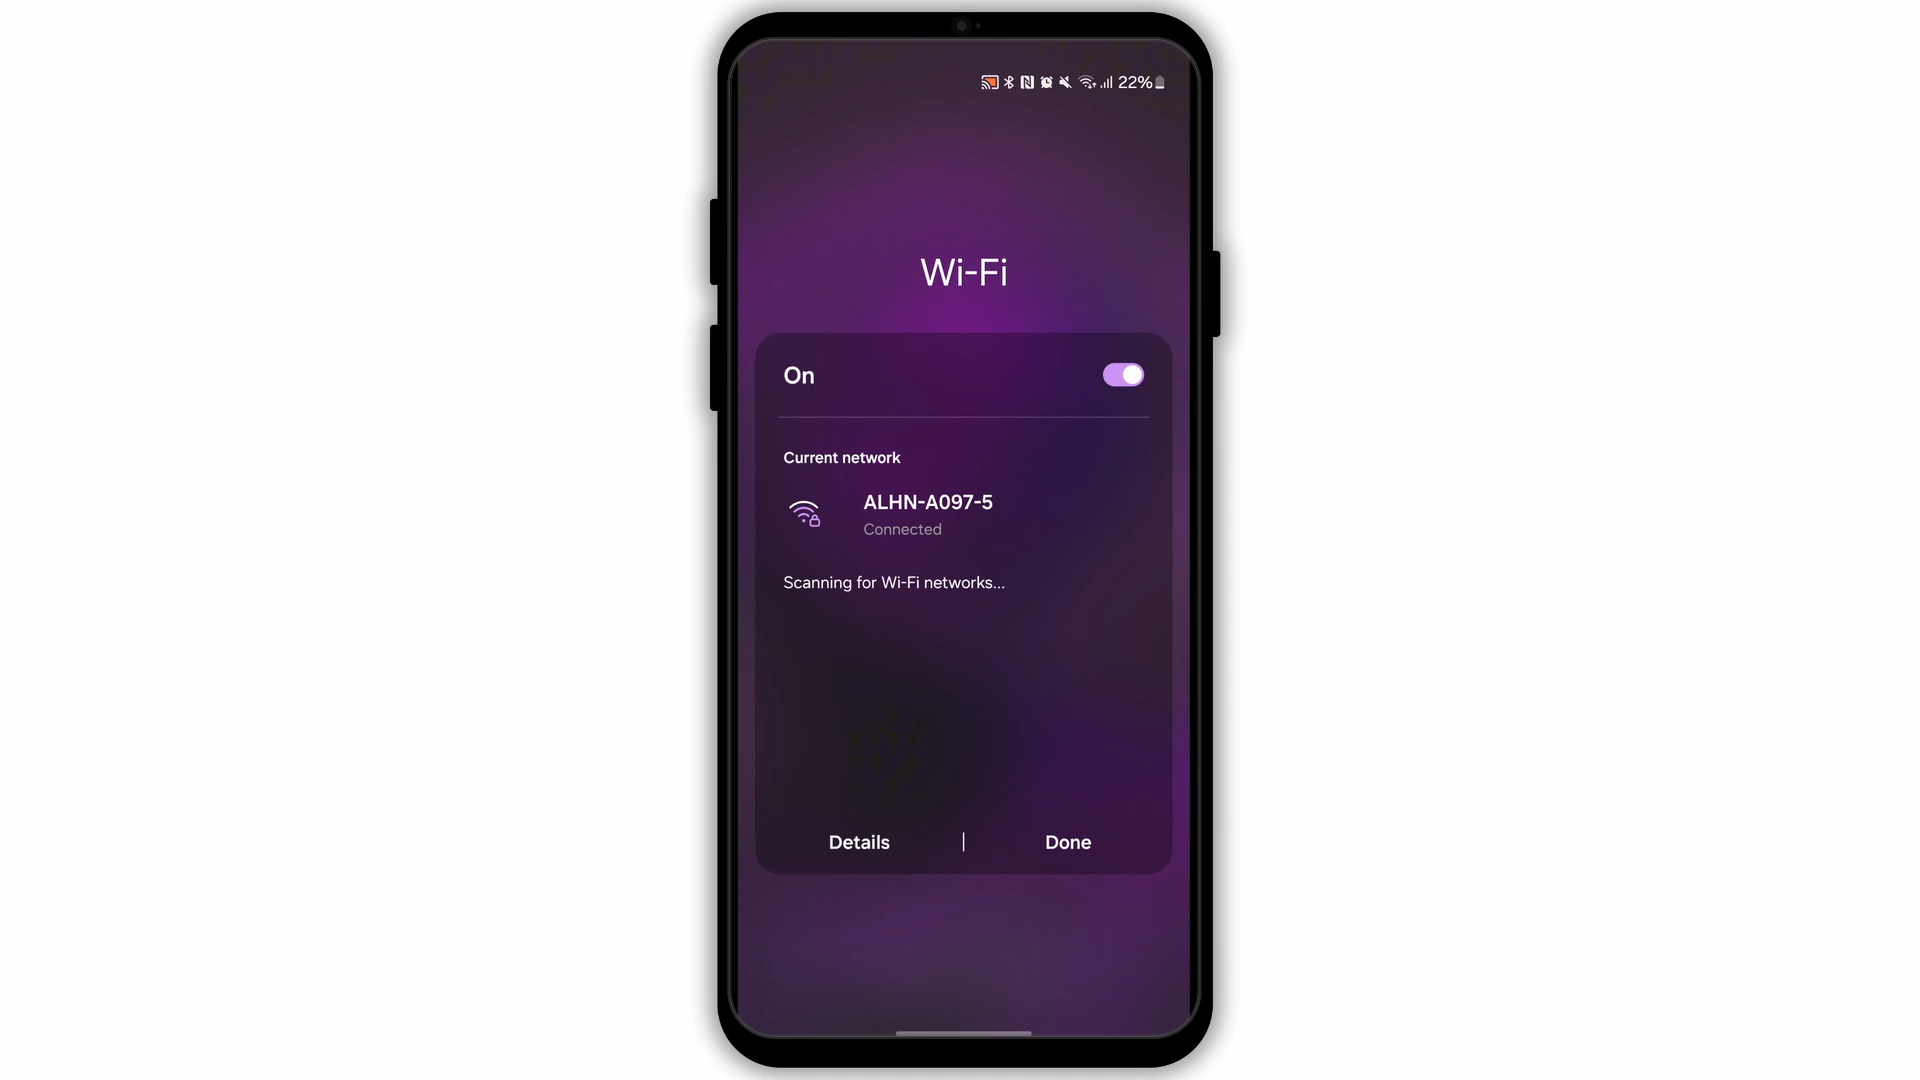 22%
Wi-Fi
On
Current network
ALHN-A097-5
Connected
Scanning for Wi-Fi networks...
Details | Done